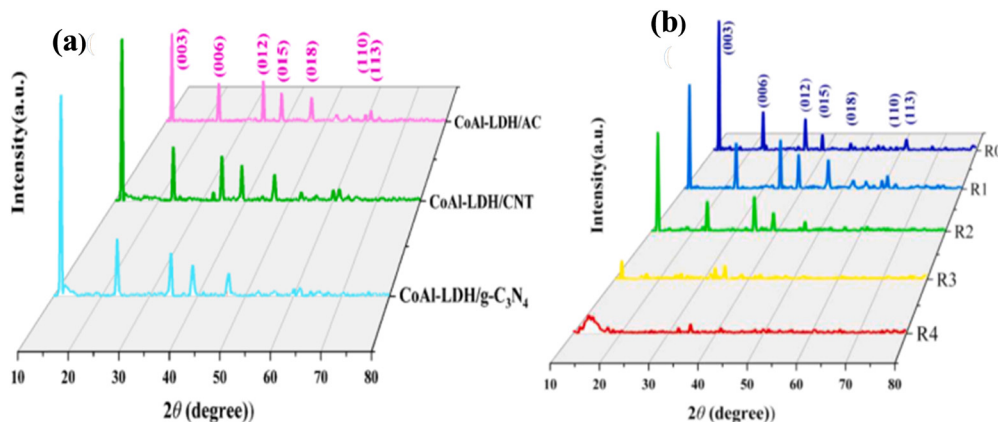 (a)
(003)
(006)
(012)
(015)
(018)
(110)
(113)
Intensity(a.u.)
CoAl-LDH/AC
CoAl-LDH/CNT
CoAl-LDH/g-C₃N₄
10 20 30 40 50 60 70 80
2θ (degree))
(b)
(003)
(006)
(012)
(015)
(018)
(110)
(113)
Intensity(a.u.)
R0
R1
R2
R3
R4
10 20 30 40 50 60 70 80
2θ (degree))